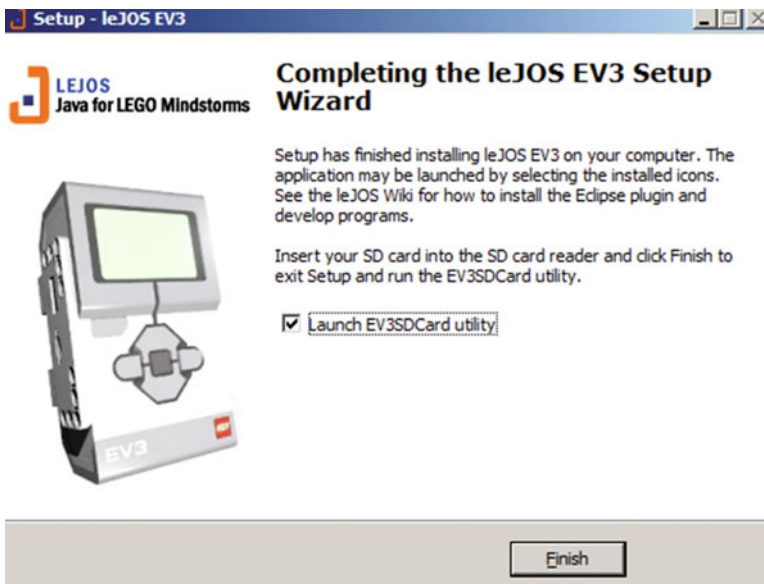 Setup - leJOS EV3
LEJOS
Java for LEGO Mindstorms
Completing the leJOS EV3 Setup
Wizard
Setup has finished installing leJOS EV3 on your computer. The
application may be launched by selecting the installed icons.
See the leJOS Wiki for how to install the Eclipse plugin and
develop programs.
Insert your SD card into the SD card reader and click Finish to
exit Setup and run the EV3SDCard utility.
Launch EV3SDCard utility
EV3
Finish